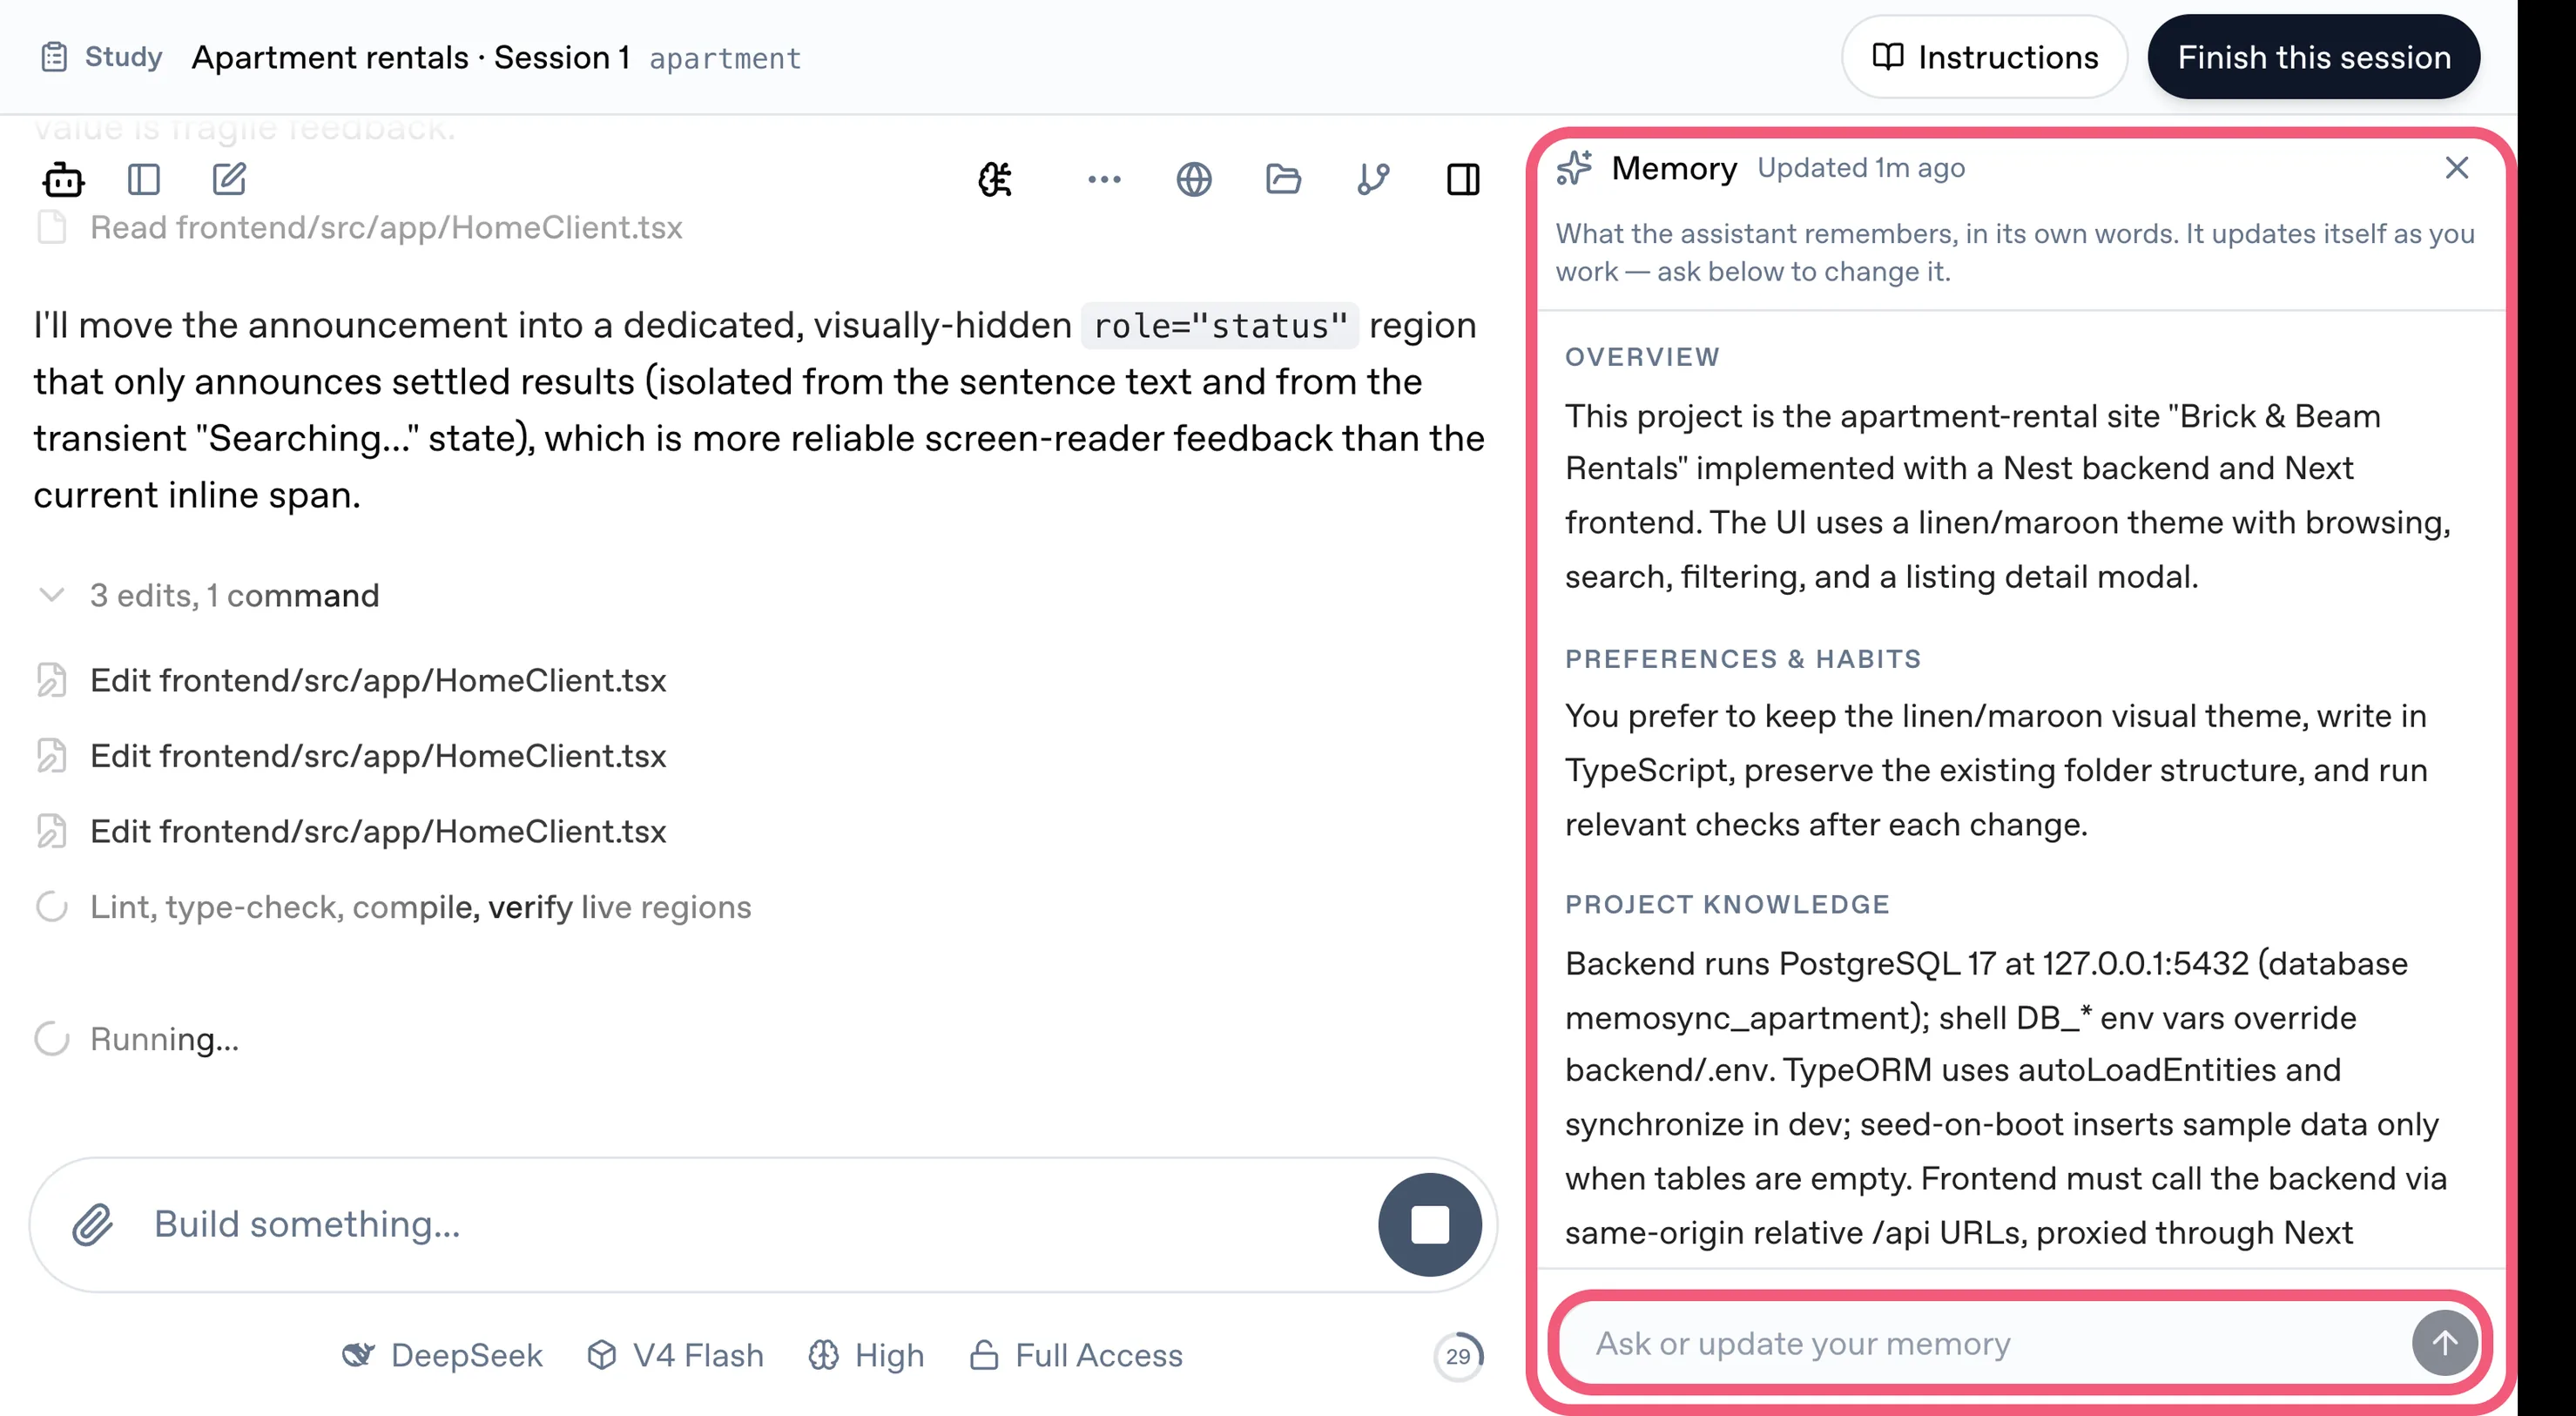 Study Apartment rentals · Session 1 apartment
Instructions
Finish this session
value is fragile feedback.
Read frontend/src/app/HomeClient.tsx
I'll move the announcement into a dedicated, visually-hidden role="status" region
that only announces settled results (isolated from the sentence text and from the
transient "Searching..." state), which is more reliable screen-reader feedback than the
current inline span.
3 edits, 1 command
Edit frontend/src/app/HomeClient.tsx
Edit frontend/src/app/HomeClient.tsx
Edit frontend/src/app/HomeClient.tsx
Lint, type-check, compile, verify live regions
Running...
Build something...
DeepSeek V4 Flash High Full Access 29
Memory Updated 1m ago
What the assistant remembers, in its own words. It updates itself as you
work — ask below to change it.
OVERVIEW
This project is the apartment-rental site "Brick & Beam
Rentals" implemented with a Nest backend and Next
frontend. The UI uses a linen/maroon theme with browsing,
search, filtering, and a listing detail modal.
PREFERENCES & HABITS
You prefer to keep the linen/maroon visual theme, write in
TypeScript, preserve the existing folder structure, and run
relevant checks after each change.
PROJECT KNOWLEDGE
Backend runs PostgreSQL 17 at 127.0.0.1:5432 (database
memosync_apartment); shell DB_* env vars override
backend/.env. TypeORM uses autoLoadEntities and
synchronize in dev; seed-on-boot inserts sample data only
when tables are empty. Frontend must call the backend via
same-origin relative /api URLs, proxied through Next
Ask or update your memory